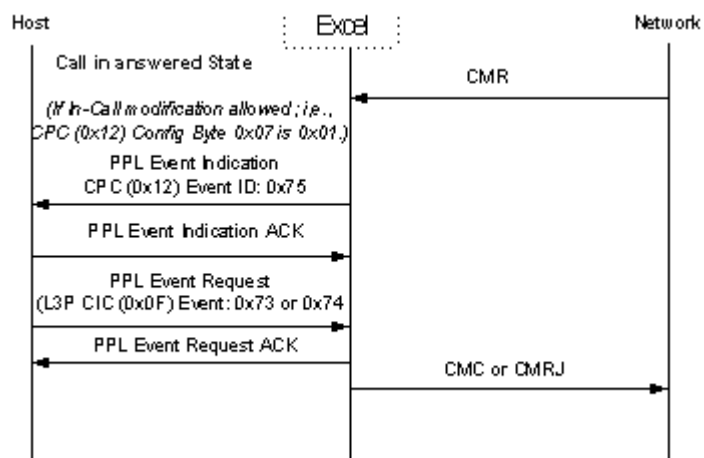 Host
Excel
Network
Call in answered State
CMR
(If In-Call modification allowed; i.e.,
CPC (0x12) Config Byte 0x07 is 0x01.)
PPL Event Indication
CPC (0x12) Event ID: 0x75
PPL Event Indication ACK
PPL Event Request
(L3P CIC (0x0F) Event: 0x73 or 0x74
PPL Event Request ACK
CMC or CMRJ